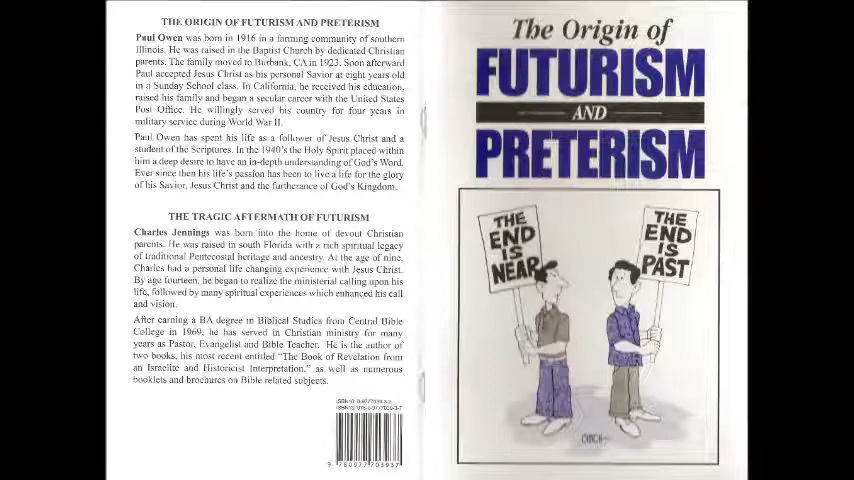 THE ORIGIN OF FUTURISM AND PRETERISM
Paul Owen was born in 1916 in a farming community of southern
Illinois. He was raised in the Baptist Church by dedicated Christian
parents. The family moved to Burbank, CA in 1923. Soon afterward
Paul accepted Jesus Christ as his personal Savior at eight years old
in a Sunday School class. In California, he received his education,
raised his family and began a secular career with the United States
Post Office. He willingly served his country for four years in
military service during World War II.
Paul Owen has spent his life as a follower of Jesus Christ and a
student of the Scriptures. In the 1940's the Holy Spirit placed within
him a deep desire to have an in-depth understanding of God's Word.
Ever since then his life's passion has been to live a life for the glory
of his Savior, Jesus Christ and the furtherance of God's Kingdom.
THE TRAGIC AFTERMATH OF FUTURISM
Charles Jennings was born into the home of devout Christian
parents. He was raised in south Florida with a rich spiritual legacy
of traditional Pentecostal heritage and ancestry. At the age of nine,
Charles had a personal life changing experience with Jesus Christ.
By age fourteen, he began to realize the ministerial calling upon his
life, followed by many spiritual experiences which enhanced his call
and vision.
After earning a BA degree in Biblical Studies from Central Bible
College in 1969, he has served in Christian ministry for many
years as Pastor, Evangelist and Bible Teacher. He is the author of
two books, his most recent entitled "The Book of Revelation from
an Israelite and Historicist Interpretation," as well as numerous
booklets and brochures on Bible related subjects.
9 780977 703937
The Origin of
FUTURISM
AND
PRETERISM
THE
END
IS
NEAR
THE
END
IS
PAST